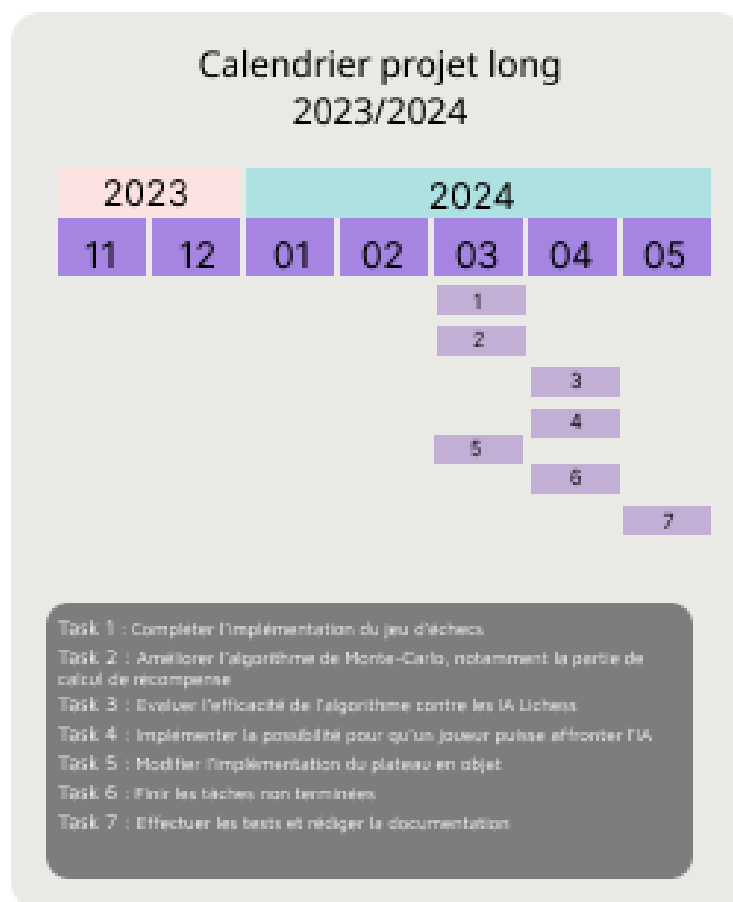 Calendrier projet long
2023/2024
2023 2024
11 12 01 02 03 04 05
1
2
3
4
5
6
7
Task 1 : Compléter l'implémentation du jeu d'échecs
Task 2 : Améliorer l'algorithme de Monte-Carlo, notamment la partie de
calcul de récompense
Task 3 : Evaluer l'efficacité de l'algorithme contre les IA Lichess
Task 4 : Implémenter la possibilité pour qu'un joueur puisse affronter l'IA
Task 5 : Modifier l'implémentation du plateau en objet
Task 6 : Finir les tâches non terminées
Task 7 : Effectuer les tests et rédiger la documentation